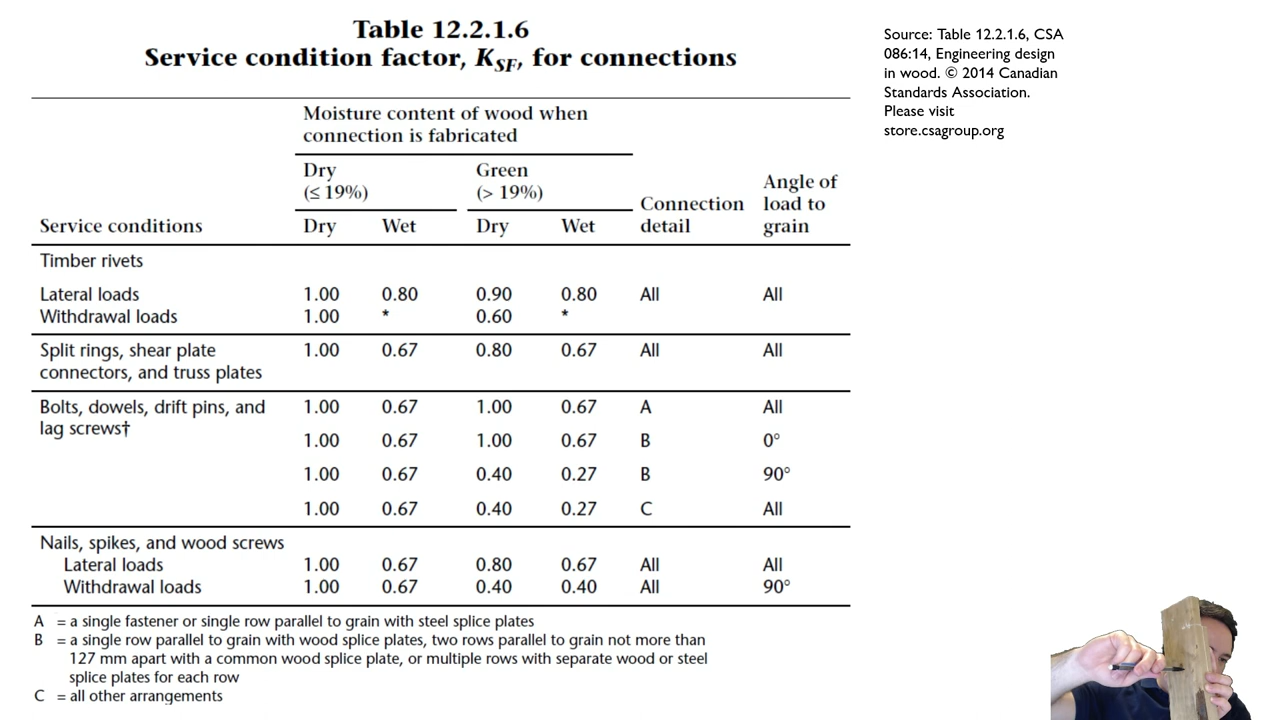 Table 12.2.1.6
Service condition factor, KSF, for connections
Source: Table 12.2.1.6, CSA
086:14, Engineering design
in wood. © 2014 Canadian
Standards Association.
Please visit
store.csagroup.org
Moisture content of wood when
connection is fabricated
Dry
(≤ 19%)
Green
(> 19%)
Connection
detail
Angle of
load to
grain
Service conditions Dry Wet Dry Wet
Timber rivets
Lateral loads 1.00 0.80 0.90 0.80 All All
Withdrawal loads 1.00 * 0.60 *
Split rings, shear plate 1.00 0.67 0.80 0.67 All All
connectors, and truss plates
Bolts, dowels, drift pins, and 1.00 0.67 1.00 0.67 A All
lag screws†
1.00 0.67 1.00 0.67 B 0°
1.00 0.67 0.40 0.27 B 90°
1.00 0.67 0.40 0.27 C All
Nails, spikes, and wood screws
Lateral loads 1.00 0.67 0.80 0.67 All All
Withdrawal loads 1.00 0.67 0.40 0.40 All 90°
A = a single fastener or single row parallel to grain with steel splice plates
B = a single row parallel to grain with wood splice plates, two rows parallel to grain not more than
127 mm apart with a common wood splice plate, or multiple rows with separate wood or steel
splice plates for each row
C = all other arrangements